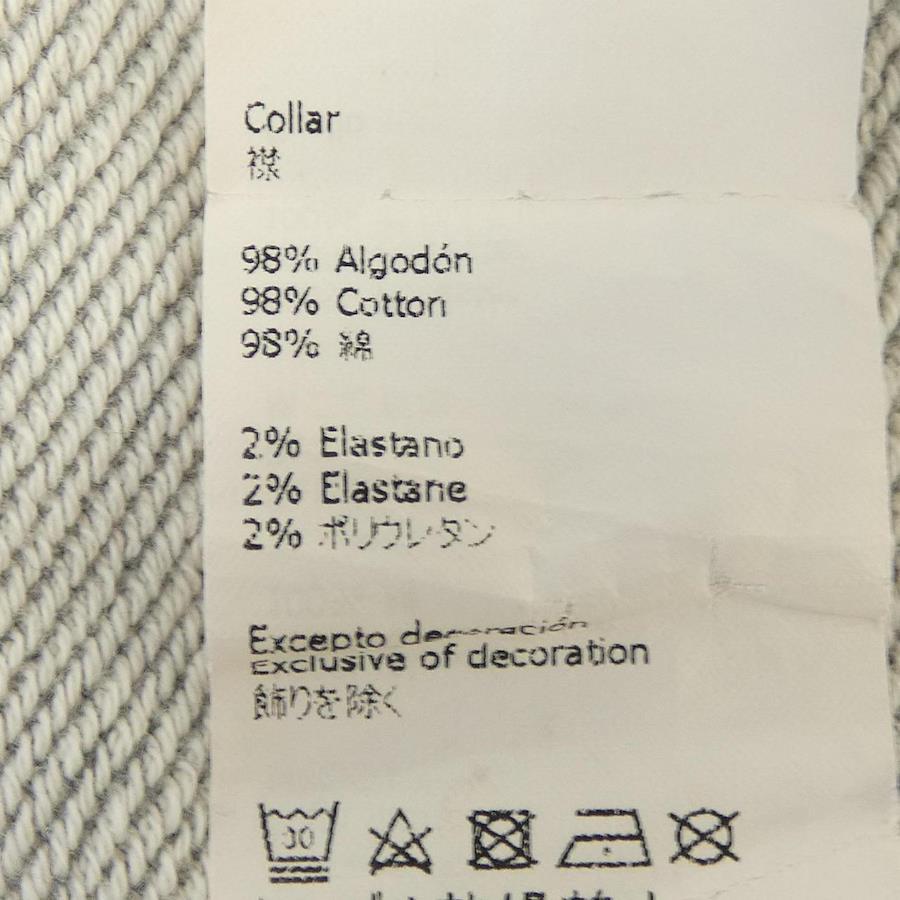 Collar
襟
98% Algodón
98% Cotton
98% 綿
2% Elastano
2% Elastane
2% ポリウレタン
Excepto decoración
Exclusive of decoration
飾りを除く
30